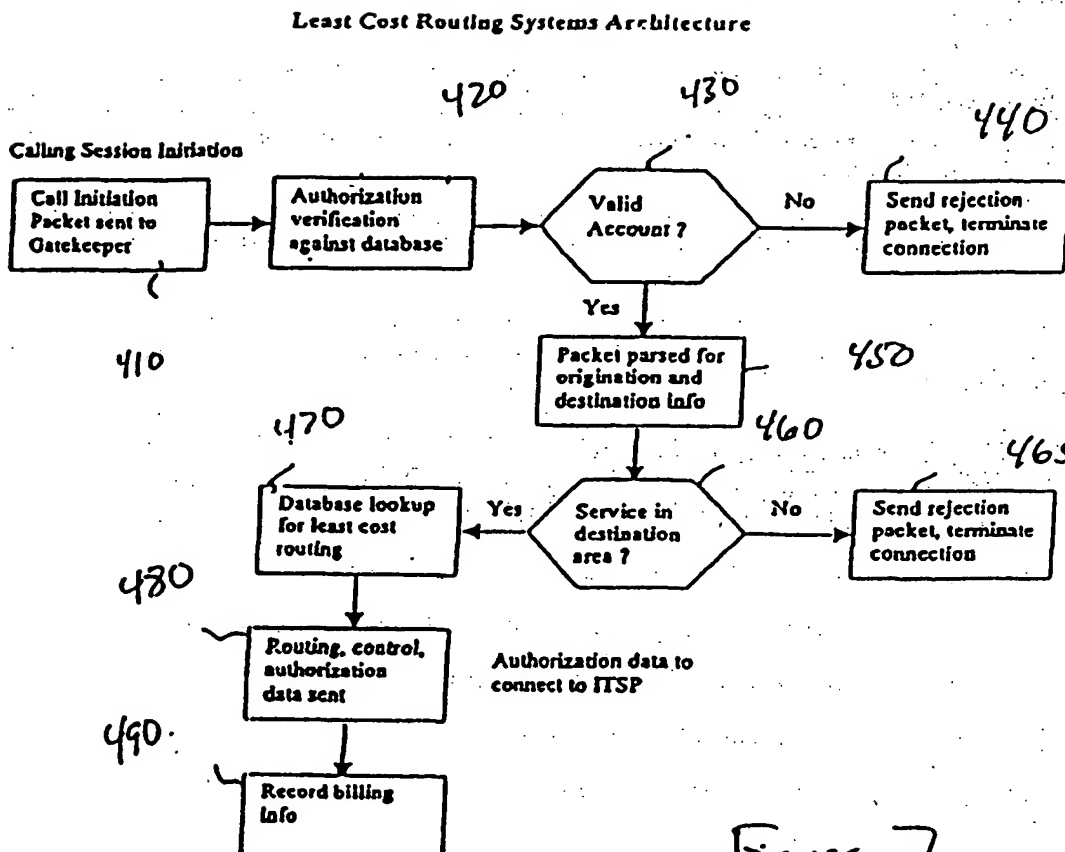 Least Cost Routing Systems Architecture
420
430
440
Calling Session Initiation
Call Initiation
Packet sent to
Gatekeeper
Authorization
verification
against database
Valid
Account ?
No
Send rejection
packet, terminate
connection
Yes
410
Packet parsed for
origination and
destination info
450
470
460
465
Database lookup
for least cost
routing
Yes
Service in
destination
area ?
No
Send rejection
packet, terminate
connection
480
Routing, control,
authorization
data sent
Authorization data to
connect to ITSP
490.
Record billing
info
Figure 7